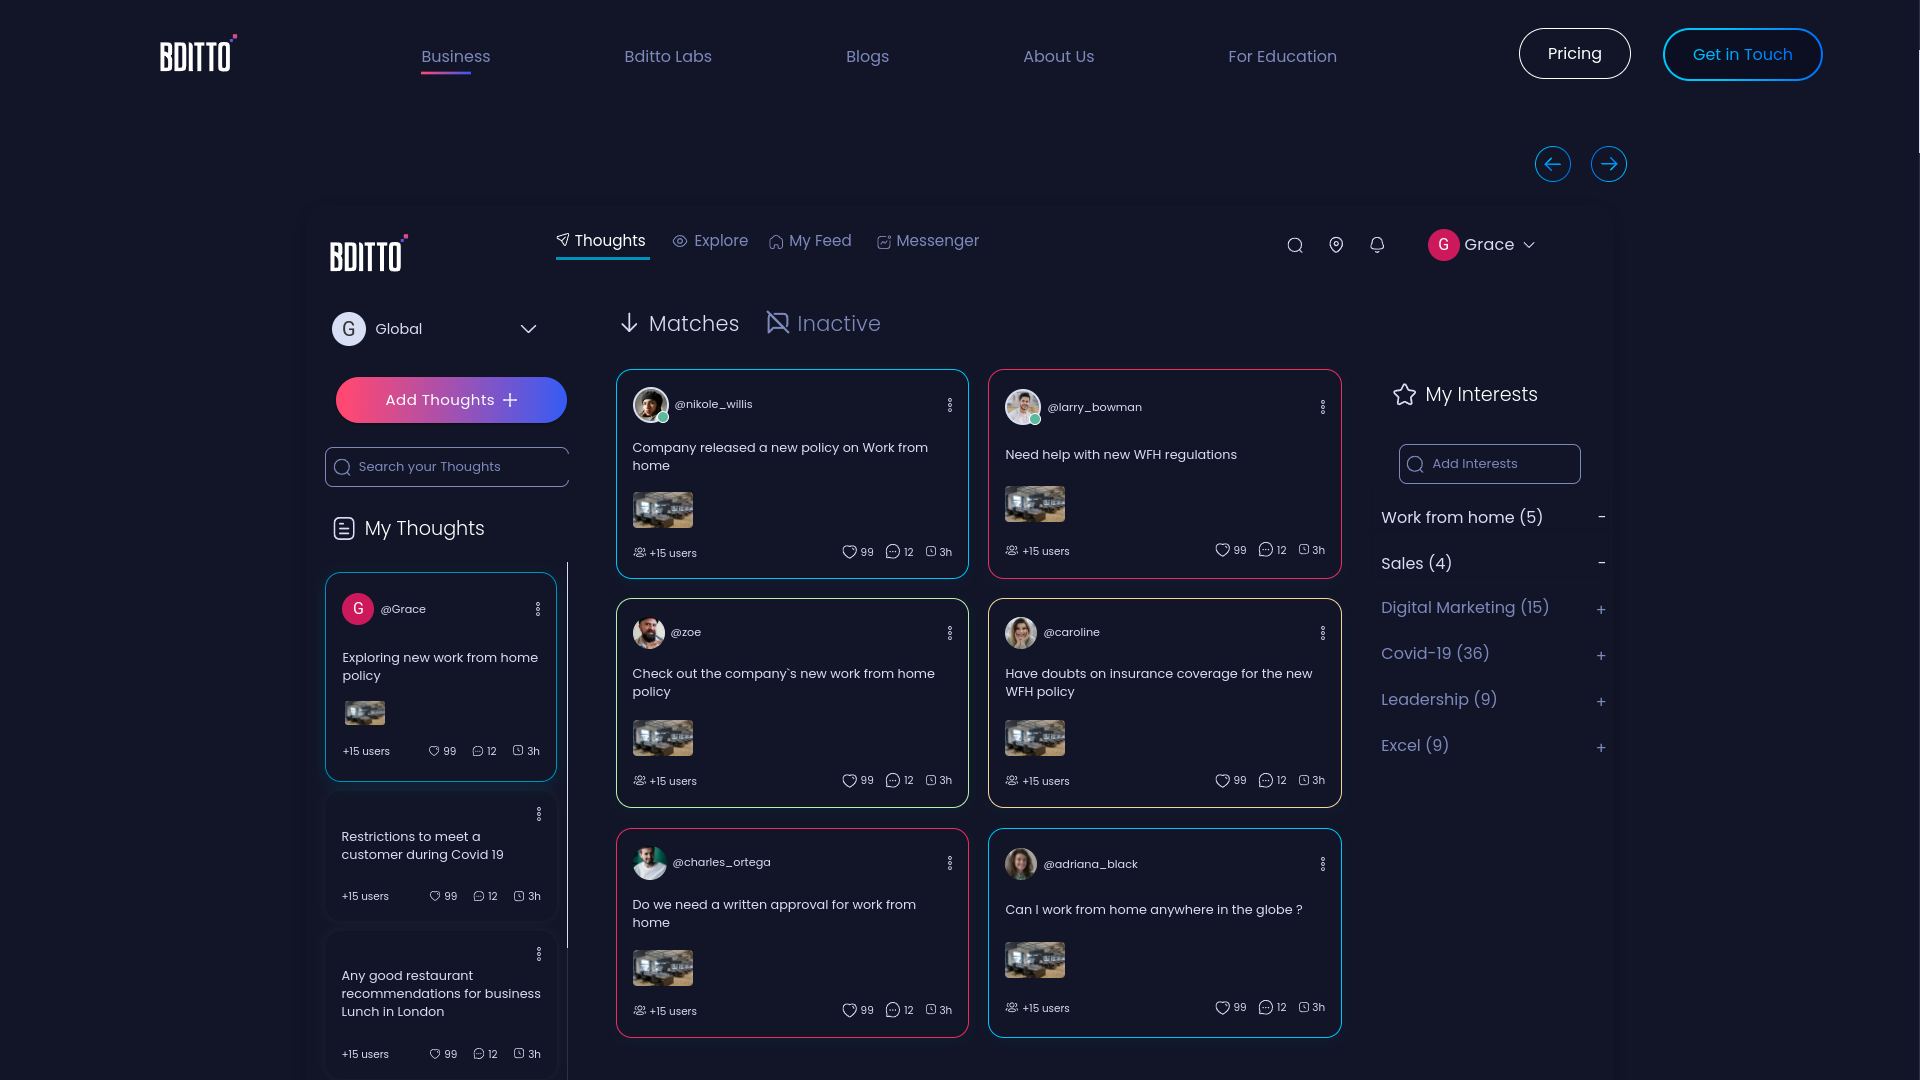 BDITTO
Business
Bditto Labs
Blogs
About Us
For Education
Pricing
Get in Touch
BDITTO
Thoughts
Explore
My Feed
Messenger
G
Grace
G
Global
Add Thoughts
Search your Thoughts
My Thoughts
G
@Grace
Exploring new work from home
policy
+15 users
99
12
3h
Restrictions to meet a
customer during Covid 19
+15 users
99
12
3h
Any good restaurant
recommendations for business
Lunch in London
+15 users
99
12
3h
Matches
Inactive
@nikole_willis
Company released a new policy on Work from
home
+15 users
99
12
3h
@larry_bowman
Need help with new WFH regulations
+15 users
99
12
3h
@zoe
Check out the company`s new work from home
policy
+15 users
99
12
3h
@caroline
Have doubts on insurance coverage for the new
WFH policy
+15 users
99
12
3h
@charles_ortega
Do we need a written approval for work from
home
+15 users
99
12
3h
@adriana_black
Can I work from home anywhere in the globe ?
+15 users
99
12
3h
My Interests
Add Interests
Work from home (5) -
Sales (4) -
Digital Marketing (15) +
Covid-19 (36) +
Leadership (9) +
Excel (9) +